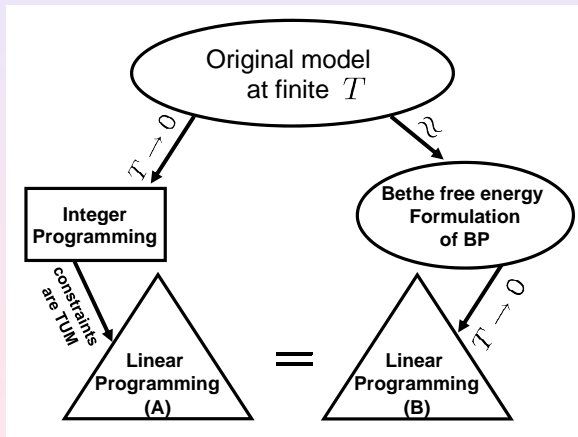 Original model
at finite T
T → 0
≈
Integer
Programming
Bethe free energy
Formulation
of BP
constraints
are TUM
T → 0
Linear
Programming
(A)
=
Linear
Programming
(B)